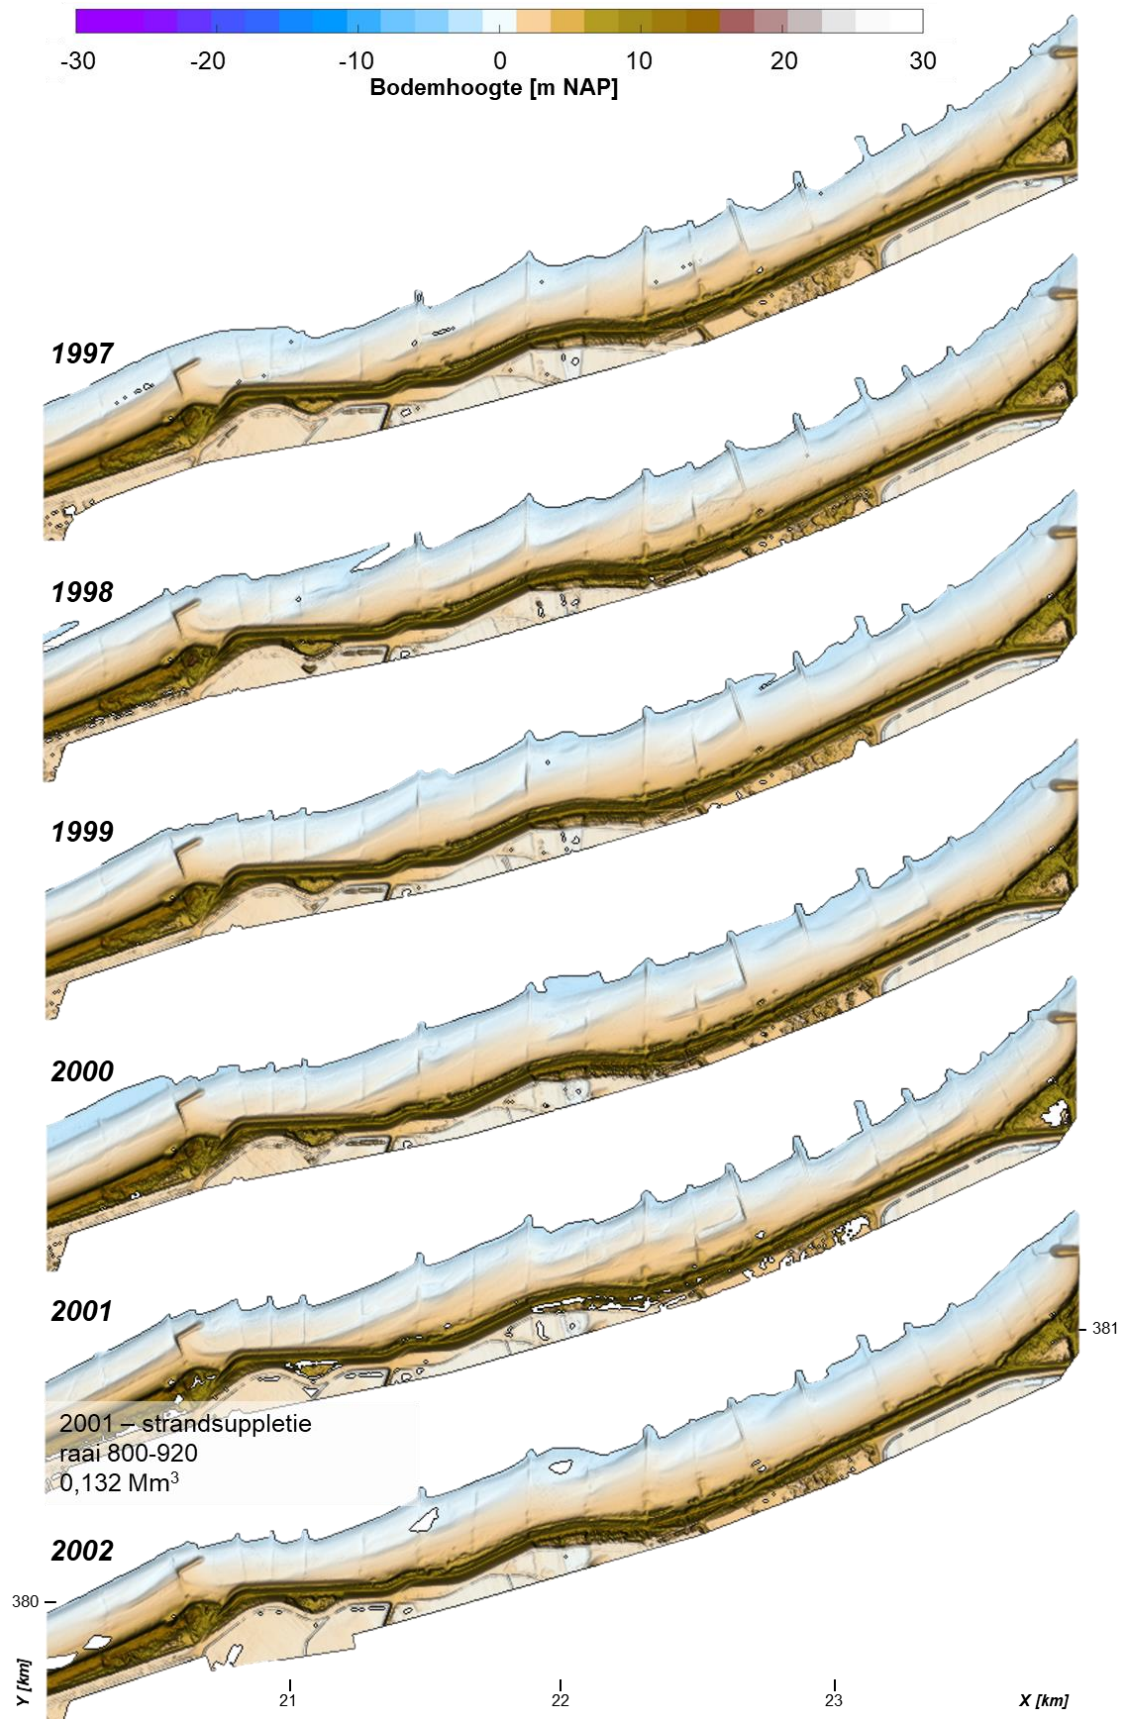 -30 -20 -10 0 10 20 30
Bodemhoogte [m NAP]
1997
1998
1999
2000
2001
381
2001 – strandsuppletie
raai 800-920
0,132 Mm³
2002
380
Y [km]
21 22 23 X [km]